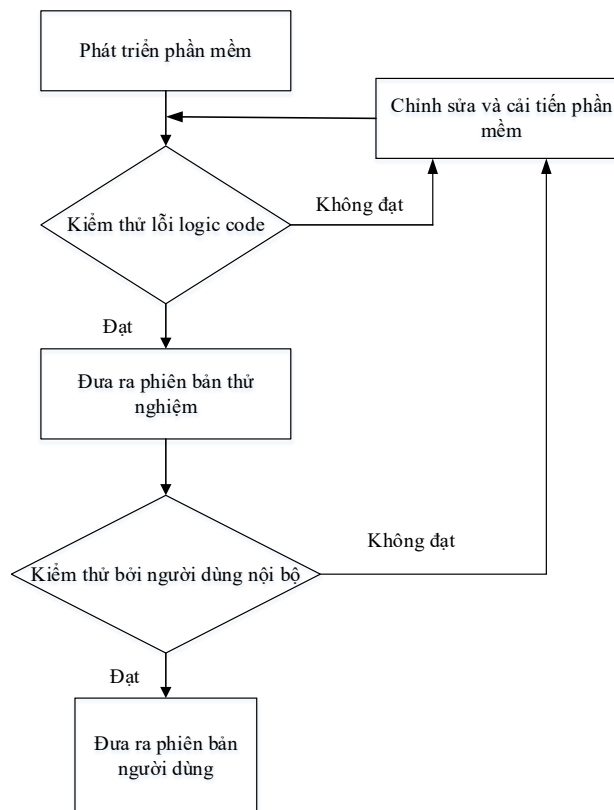 Phát triển phần mềm
Chỉnh sửa và cải tiến phần
mềm
Kiểm thử lỗi logic code
Không đạt
Đạt
Đưa ra phiên bản thử
nghiệm
Không đạt
Kiểm thử bởi người dùng nội bộ
Đạt
Đưa ra phiên bản
người dùng